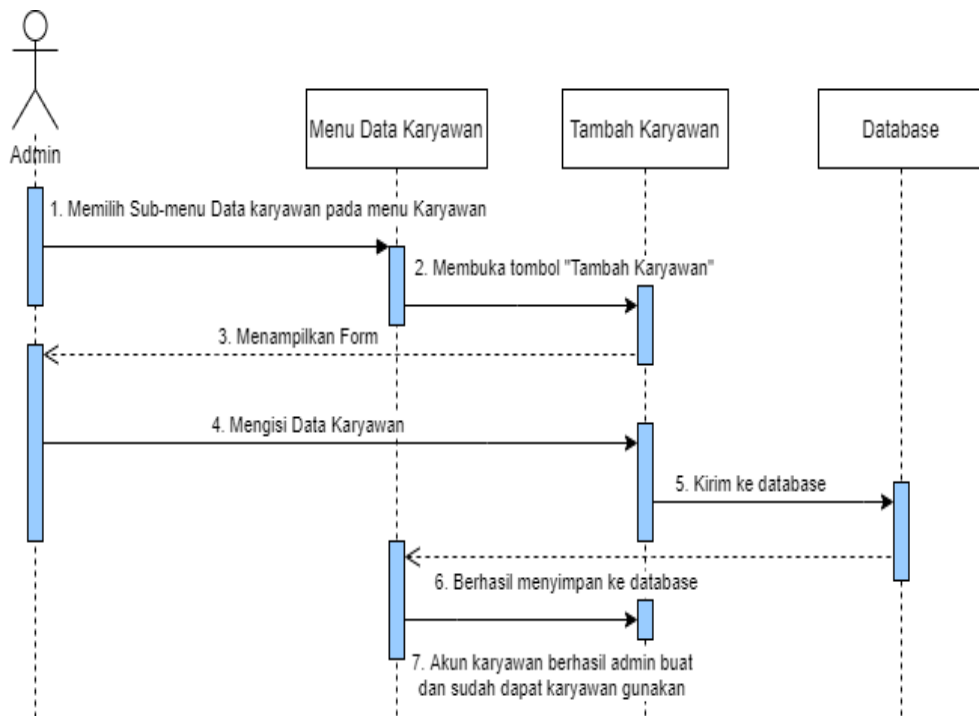 Admin
Menu Data Karyawan
Tambah Karyawan
Database
1. Memilih Sub-menu Data karyawan pada menu Karyawan
2. Membuka tombol "Tambah Karyawan"
3. Menampilkan Form
4. Mengisi Data Karyawan
5. Kirim ke database
6. Berhasil menyimpan ke database
7. Akun karyawan berhasil admin buat
dan sudah dapat karyawan gunakan